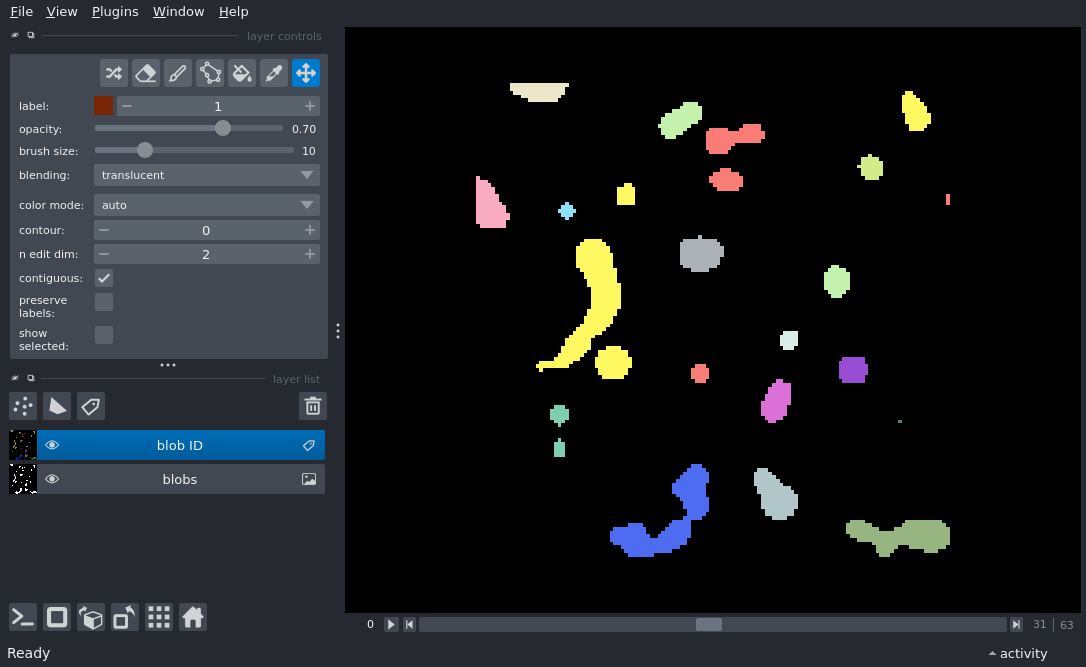 File View Plugins Window Help
layer controls
label: 1
opacity: 0.70
brush size: 10
blending: translucent
color mode: auto
contour: 0
n edit dim: 2
contiguous:
preserve
labels:
show
selected:
layer list
blob ID
blobs
0 31 63
Ready
activity